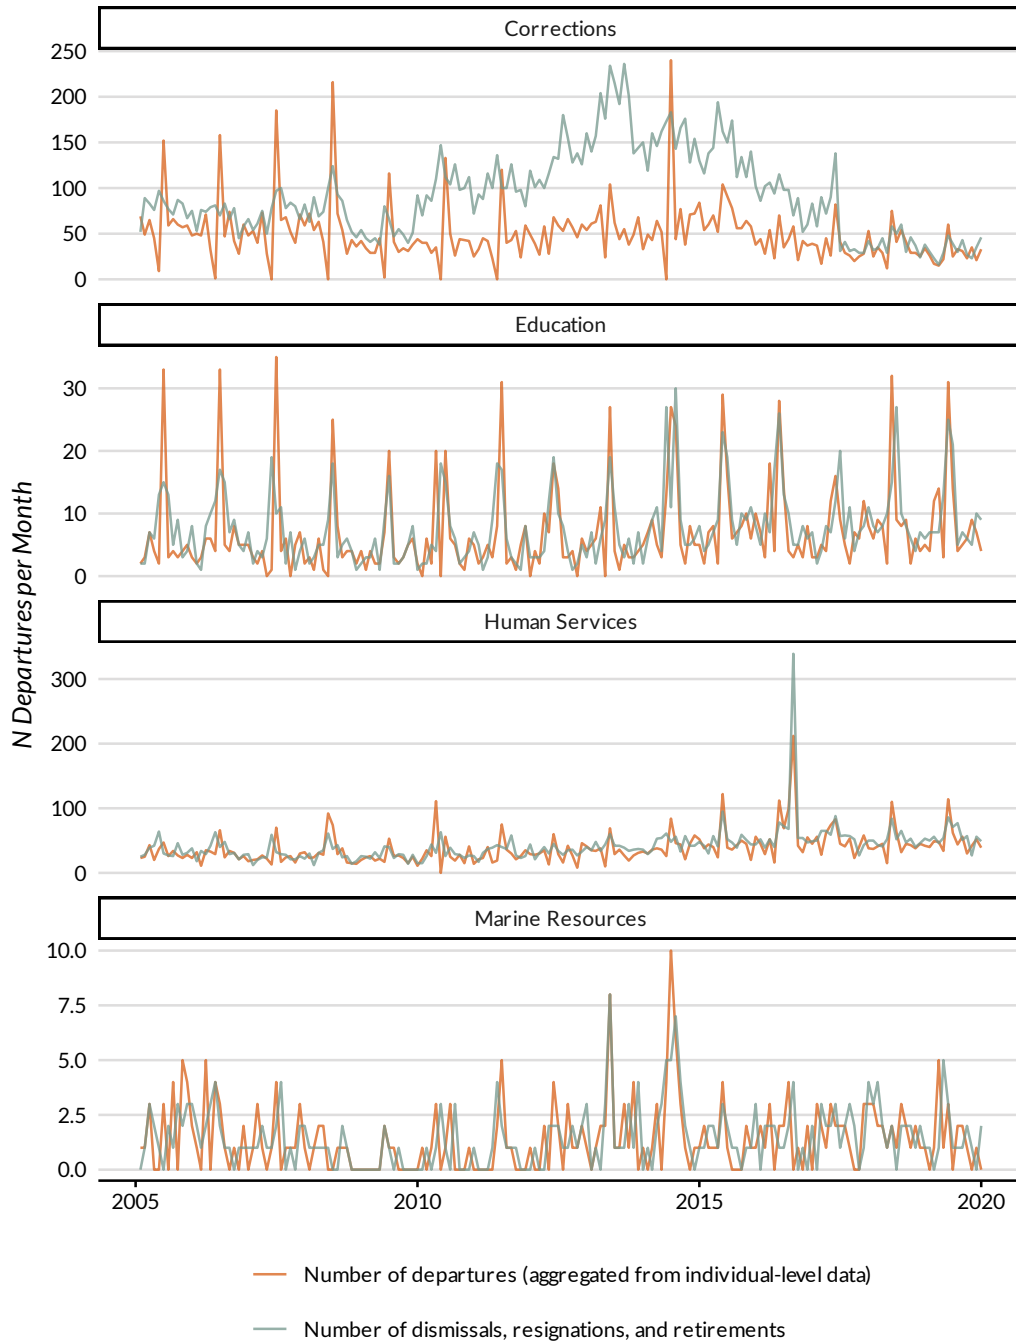 Corrections
250
200
150
100
50
0
Education
30
20
10
0
N Departures per Month
Human Services
300
200
100
0
Marine Resources
10.0
7.5
5.0
2.5
0.0
2005 2010 2015 2020
Number of departures (aggregated from individual-level data)
Number of dismissals, resignations, and retirements